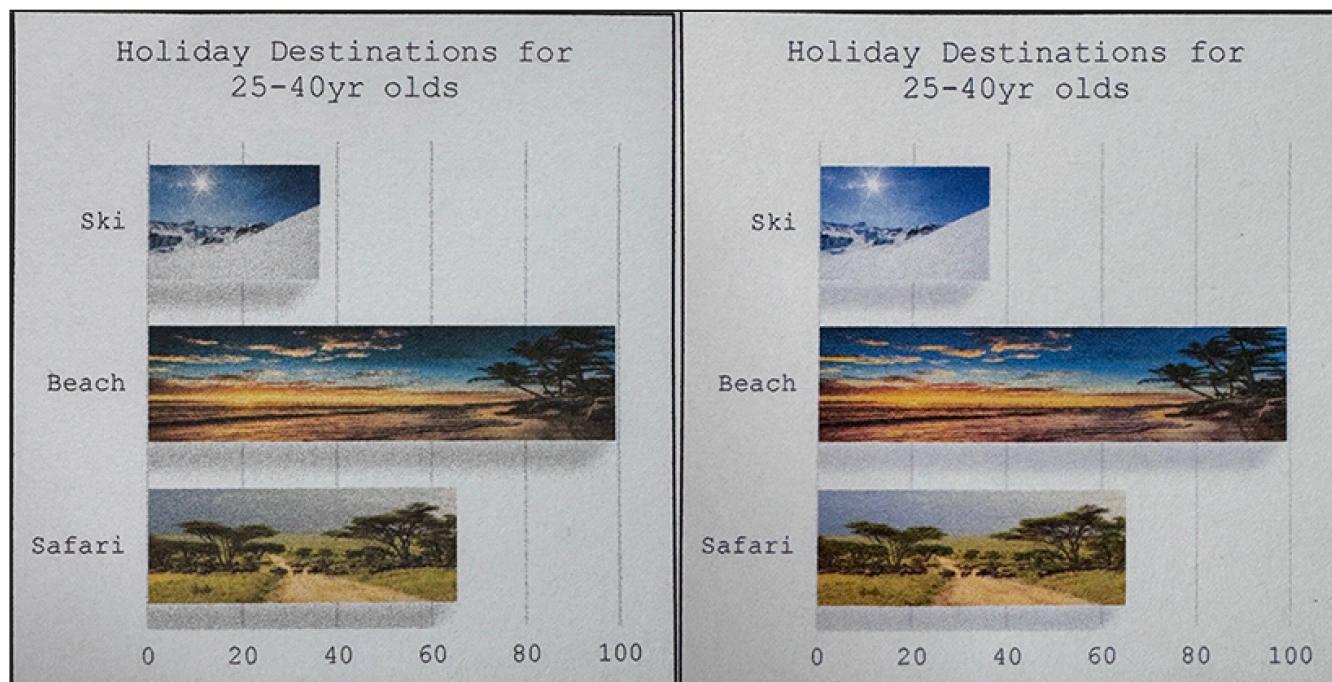 Holiday Destinations for
25-40yr olds
Ski
Beach
Safari
0 20 40 60 80 100
Holiday Destinations for
25-40yr olds
Ski
Beach
Safari
0 20 40 60 80 100